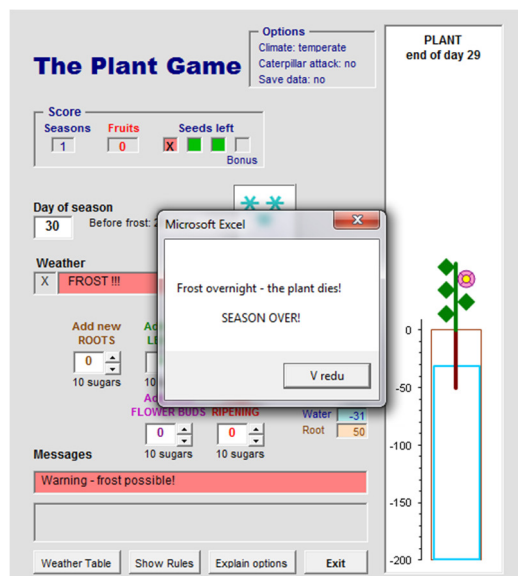 The Plant Game
Options
Climate: temperate
Caterpillar attack: no
Save data: no
PLANT
end of day 29
Score
Seasons Fruits Seeds left
1 0 X
Bonus
Day of season
30 Before frost:
Weather
X FROST !!!
Microsoft Excel
Frost overnight - the plant dies!
SEASON OVER!
V redu
Add new
ROOTS
0
10 sugars
FLOWER BUDS RIPENING
0 0
10 sugars 10 sugars
Water -31
Root 50
Messages
Warning - frost possible!
Weather Table Show Rules Explain options Exit
0
-50
-100
-150
-200